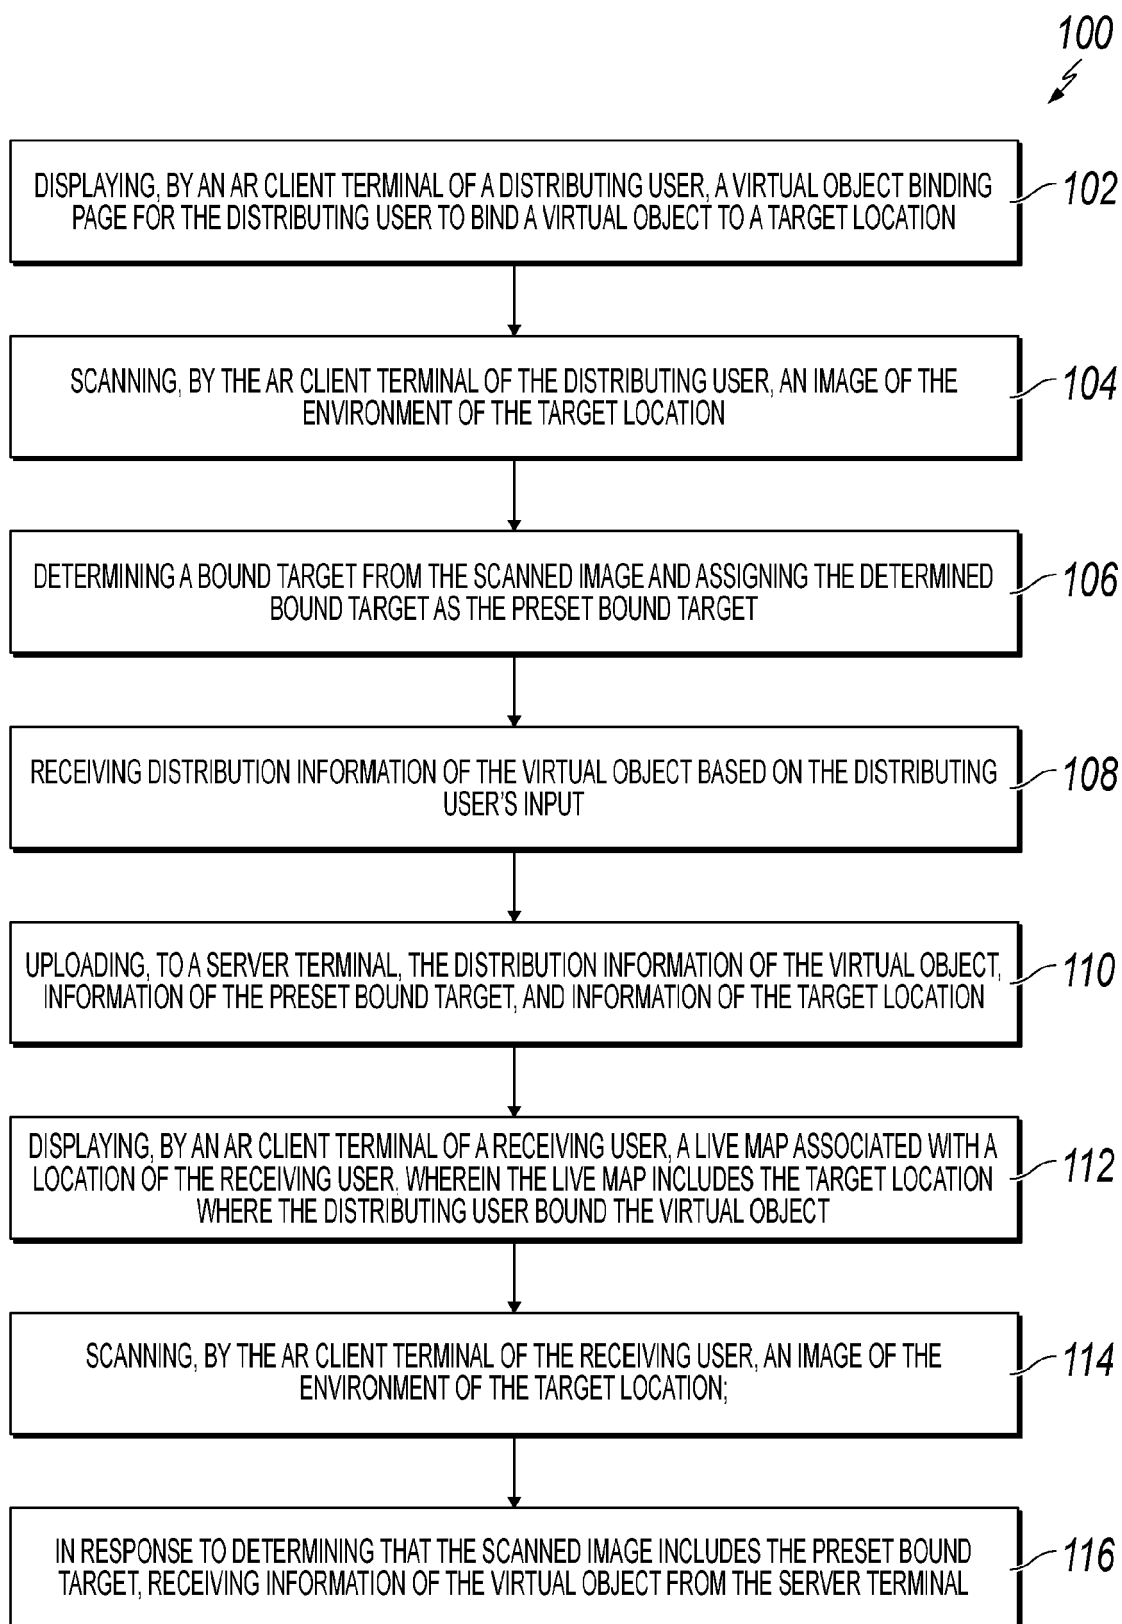 100
DISPLAYING, BY AN AR CLIENT TERMINAL OF A DISTRIBUTING USER, A VIRTUAL OBJECT BINDING
PAGE FOR THE DISTRIBUTING USER TO BIND A VIRTUAL OBJECT TO A TARGET LOCATION
102
SCANNING, BY THE AR CLIENT TERMINAL OF THE DISTRIBUTING USER, AN IMAGE OF THE
ENVIRONMENT OF THE TARGET LOCATION
104
DETERMINING A BOUND TARGET FROM THE SCANNED IMAGE AND ASSIGNING THE DETERMINED
BOUND TARGET AS THE PRESET BOUND TARGET
106
RECEIVING DISTRIBUTION INFORMATION OF THE VIRTUAL OBJECT BASED ON THE DISTRIBUTING
USER'S INPUT
108
UPLOADING, TO A SERVER TERMINAL, THE DISTRIBUTION INFORMATION OF THE VIRTUAL OBJECT,
INFORMATION OF THE PRESET BOUND TARGET, AND INFORMATION OF THE TARGET LOCATION
110
DISPLAYING, BY AN AR CLIENT TERMINAL OF A RECEIVING USER, A LIVE MAP ASSOCIATED WITH A
LOCATION OF THE RECEIVING USER, WHEREIN THE LIVE MAP INCLUDES THE TARGET LOCATION
WHERE THE DISTRIBUTING USER BOUND THE VIRTUAL OBJECT
112
SCANNING, BY THE AR CLIENT TERMINAL OF THE RECEIVING USER, AN IMAGE OF THE
ENVIRONMENT OF THE TARGET LOCATION;
114
IN RESPONSE TO DETERMINING THAT THE SCANNED IMAGE INCLUDES THE PRESET BOUND
TARGET, RECEIVING INFORMATION OF THE VIRTUAL OBJECT FROM THE SERVER TERMINAL
116